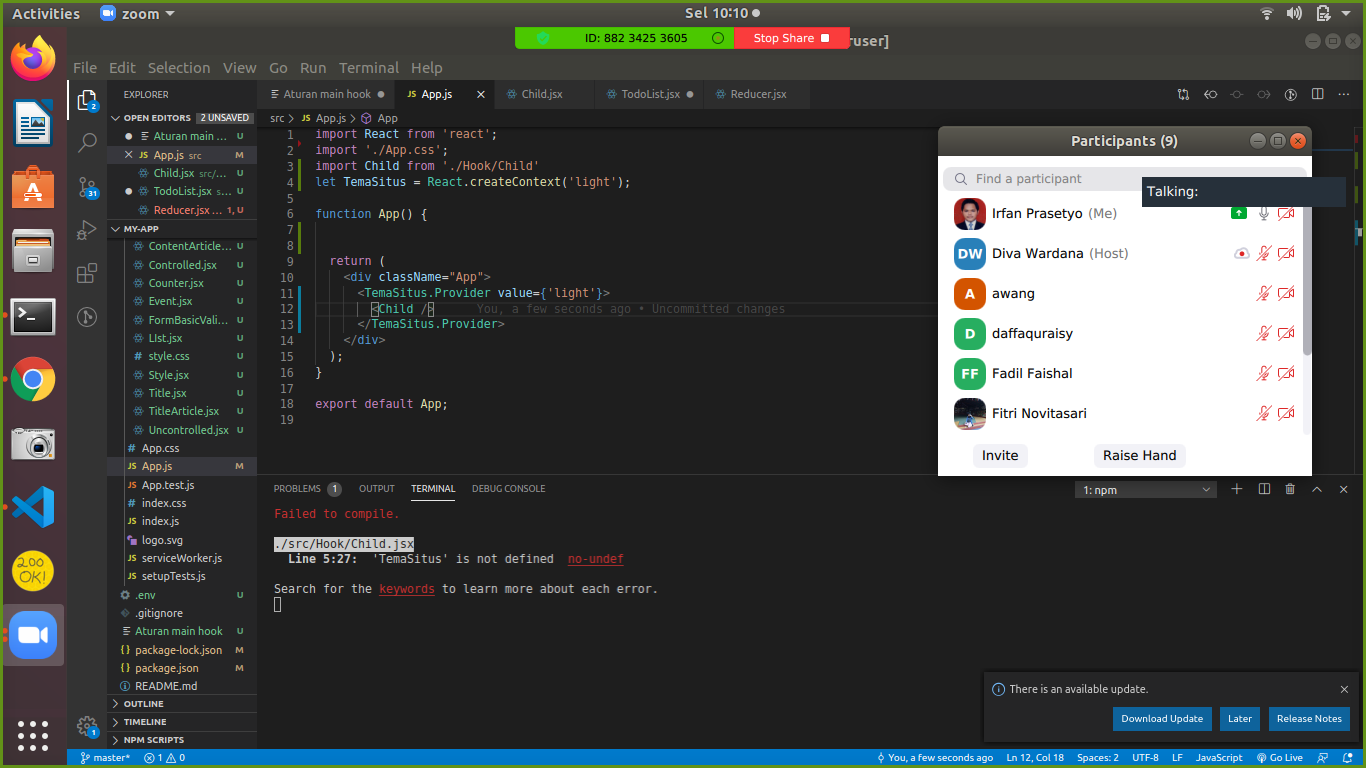 Activities zoom Sel 10:10
ID: 882 3425 3605 Stop Share ruser]
File Edit Selection View Go Run Terminal Help
EXPLORER
OPEN EDITORS 2 UNSAVED
Aturan main ... U
JS App.js src M
Child.jsx src/... U
TodoList.jsx s... U
Reducer.jsx ... 1, U
MY-APP
ContentArticle... U
Controlled.jsx U
Counter.jsx U
Event.jsx U
FormBasicVali... U
LIst.jsx U
# style.css U
Style.jsx U
Title.jsx U
TitleArticle.jsx U
Uncontrolled.jsx U
# App.css
JS App.js M
JS App.test.js
# index.css
JS index.js
logo.svg
JS serviceWorker.js
JS setupTests.js
.env U
.gitignore
Aturan main hook U
{} package-lock.json M
{} package.json M
README.md
OUTLINE
TIMELINE
NPM SCRIPTS
2
31
1
200 OK!
Aturan main hook JS App.js Child.jsx TodoList.jsx Reducer.jsx
src > JS App.js > App
1 import React from 'react';
2 import './App.css';
3 import Child from './Hook/Child'
4 let TemaSitus = React.createContext('light');
5
6 function App() {
7
8
9 return (
10 <div className="App">
11 <TemaSitus.Provider value={'light'}>
12 <Child /> You, a few seconds ago • Uncommitted changes
13 </TemaSitus.Provider>
14 </div>
15 );
16 }
17
18 export default App;
19
Participants (9)
Find a participant
Talking:
Irfan Prasetyo (Me)
DW Diva Wardana (Host)
A awang
D daffaquraisy
FF Fadil Faishal
Fitri Novitasari
Invite Raise Hand
PROBLEMS 1 OUTPUT TERMINAL DEBUG CONSOLE 1: npm
Failed to compile.
./src/Hook/Child.jsx
Line 5:27: 'TemaSitus' is not defined no-undef
Search for the keywords to learn more about each error.
There is an available update.
Download Update Later Release Notes
master* 1 0 You, a few seconds ago Ln 12, Col 18 Spaces: 2 UTF-8 LF JavaScript Go Live